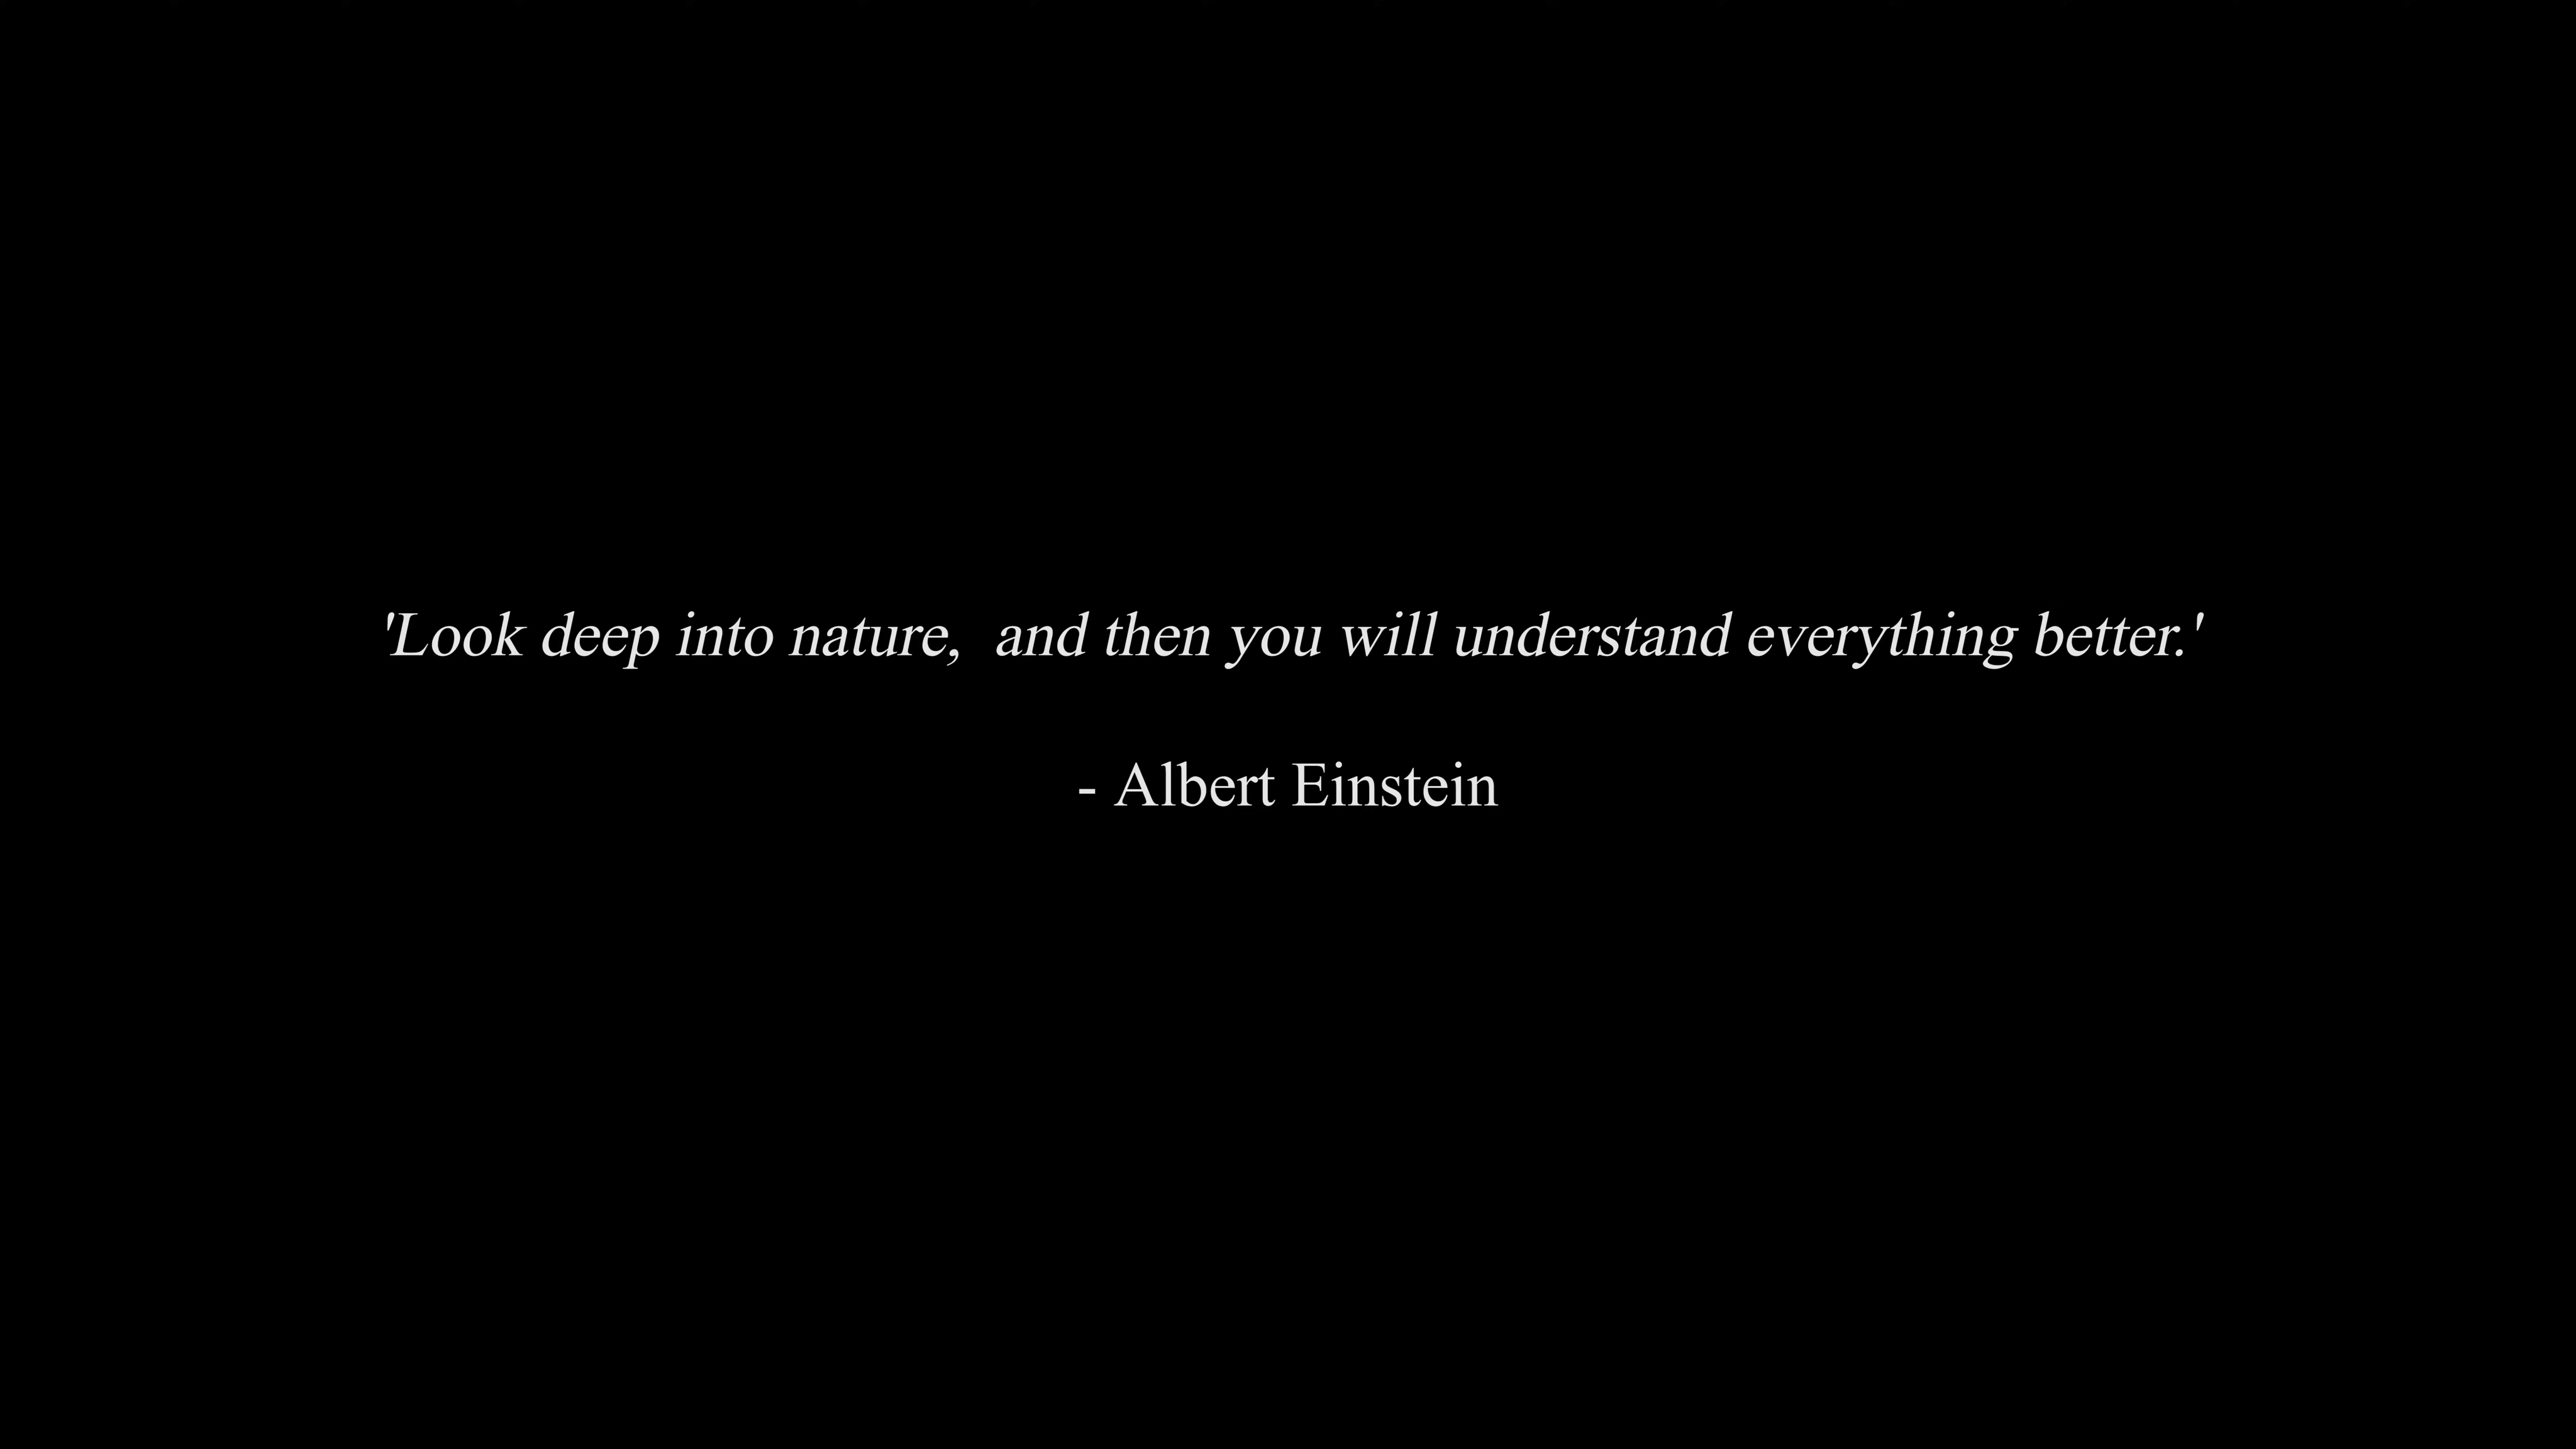 'Look deep into nature,  and then you will understand everything better.'
- Albert Einstein